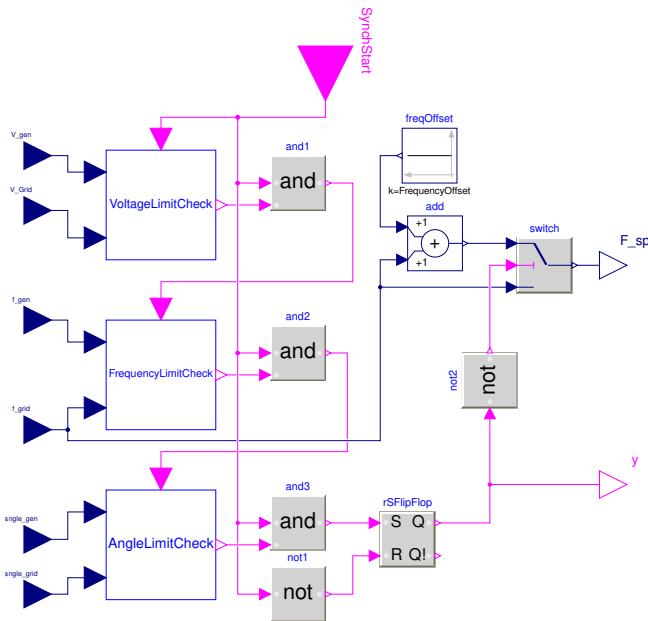 SynchStart
V_gen
V_Grid
VoltageLimitCheck
and1
and
freqOffset
k=FrequencyOffset
add
+1
+
+1
switch
F_sp
f_gen
f_grid
FrequencyLimitCheck
and2
and
not2
not
y
angle_gen
angle_grid
AngleLimitCheck
and3
and
not1
not
rSFlipFlop
S Q
R Q!